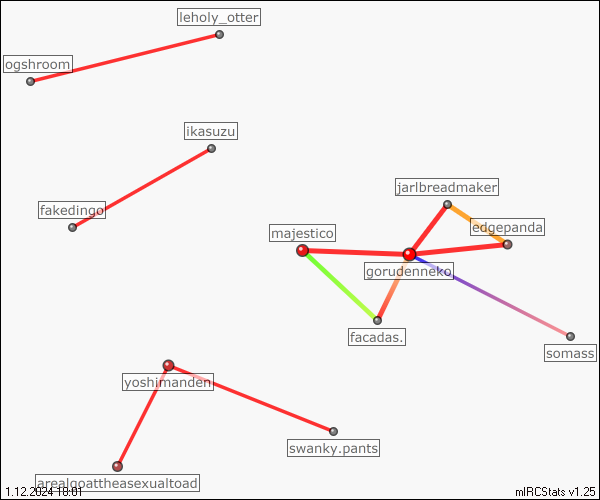 leholy_otter
ogshroom
ikasuzu
jarlbreadmaker
fakedingo
edgepanda
majestico
gorudenneko
facadas.
somass
yoshimanden
swanky.pants
arealgoattheasexualtoad
1.12.2024 18:01
mIRCStats v1.25